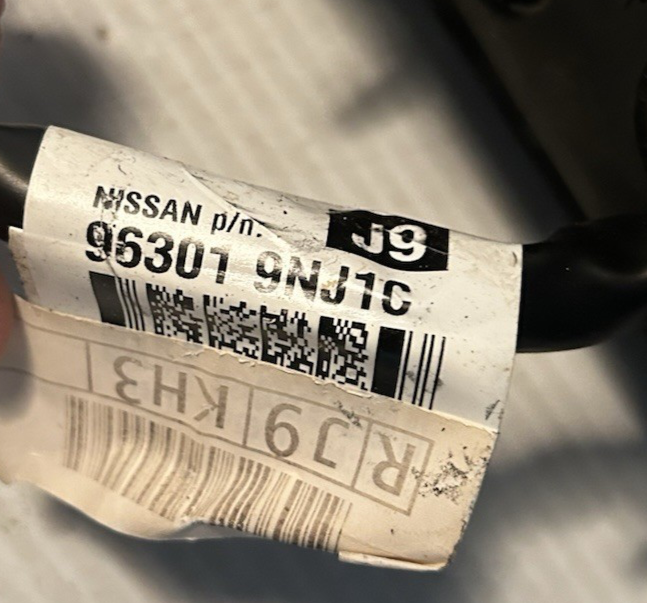 NISSAN p/n.
J9
96301 9NJ1C
R J9 KH3